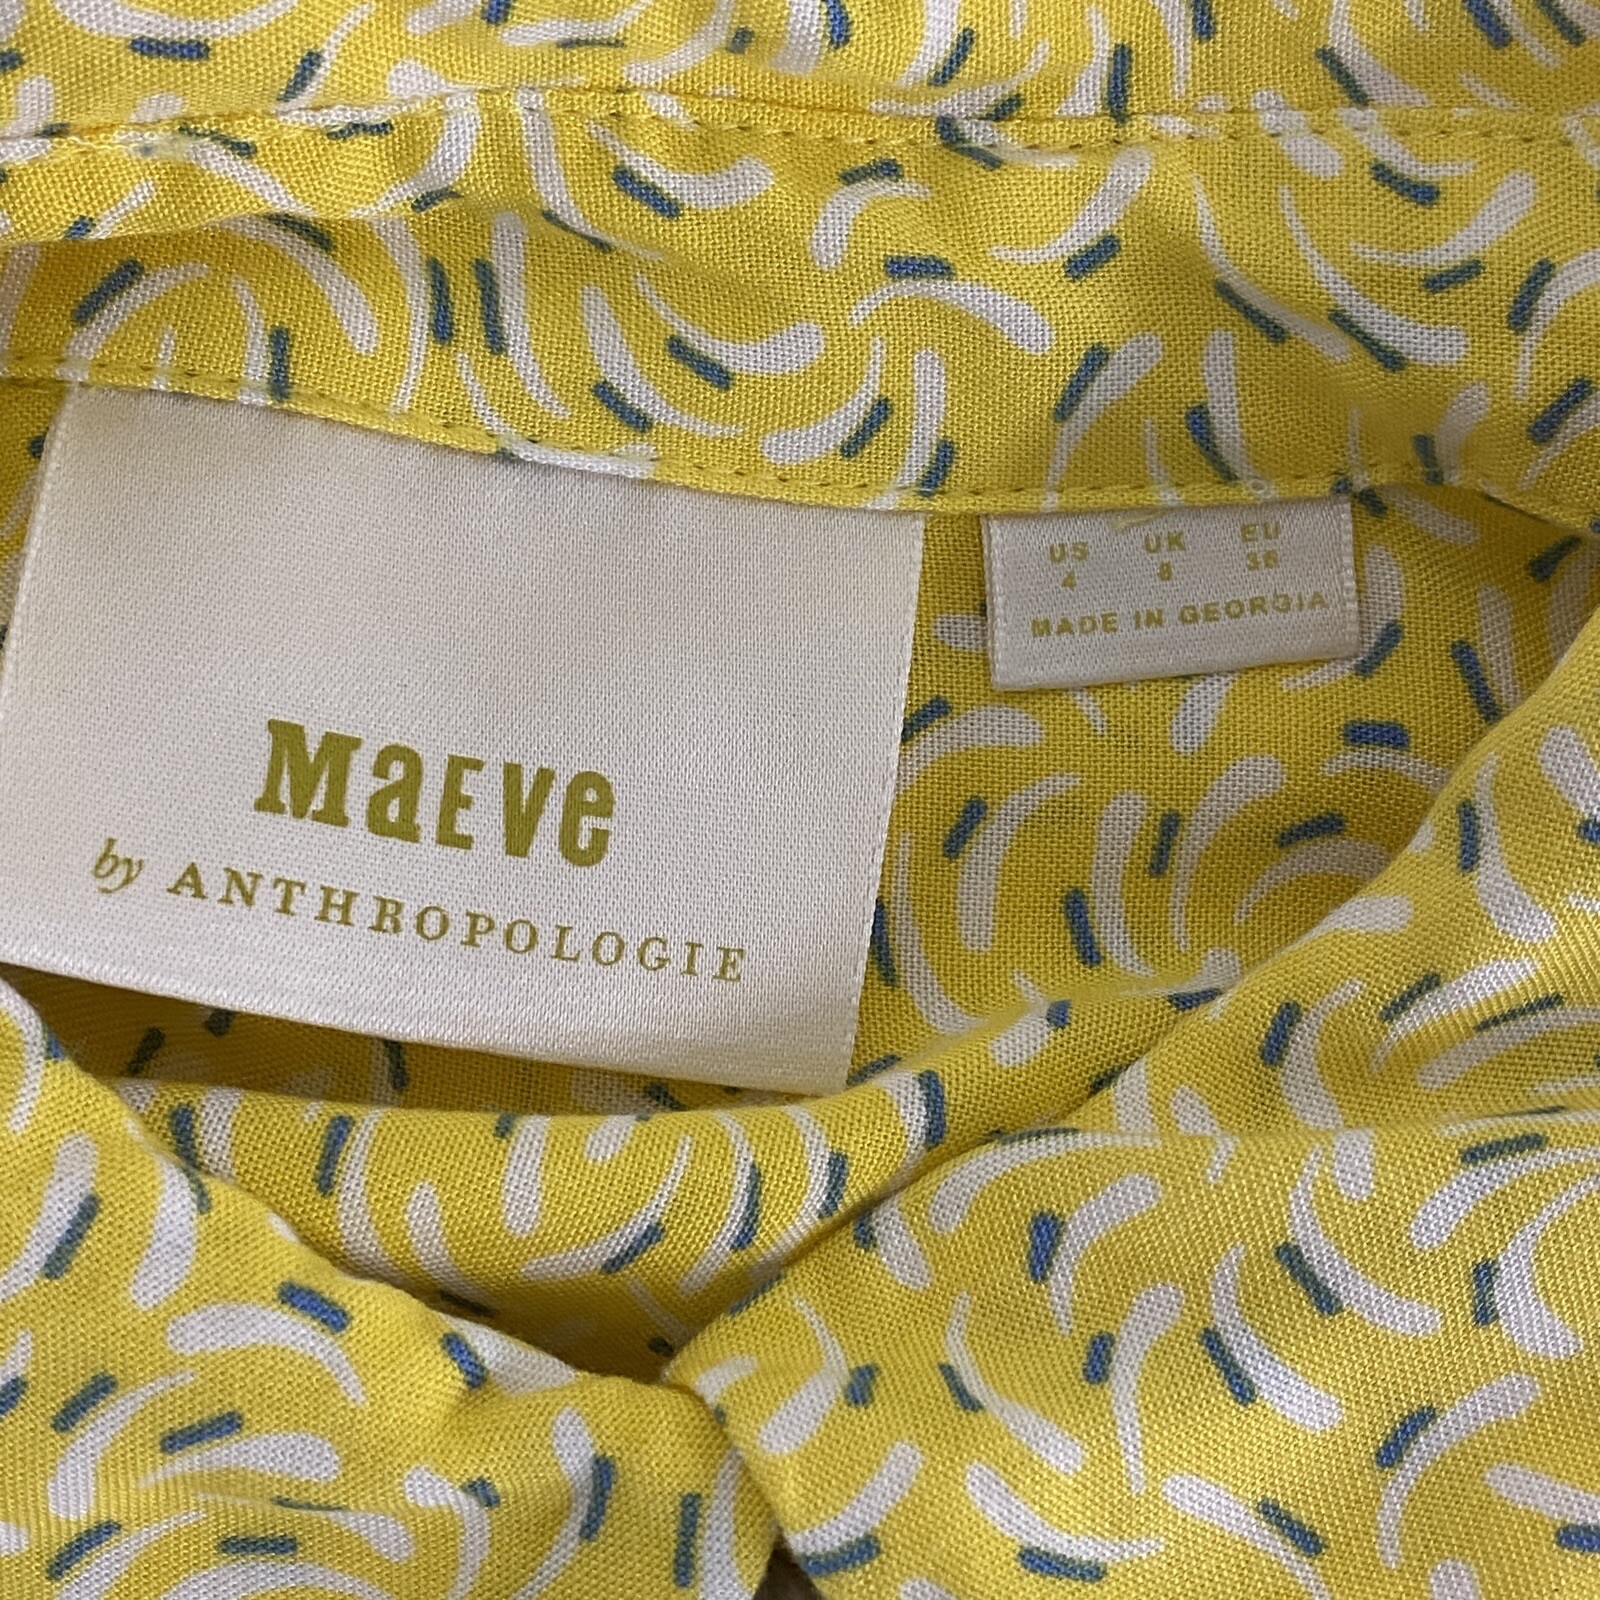 Maeve
by ANTHROPOLOGIE
US UK EU
4 8 36
MADE IN GEORGIA